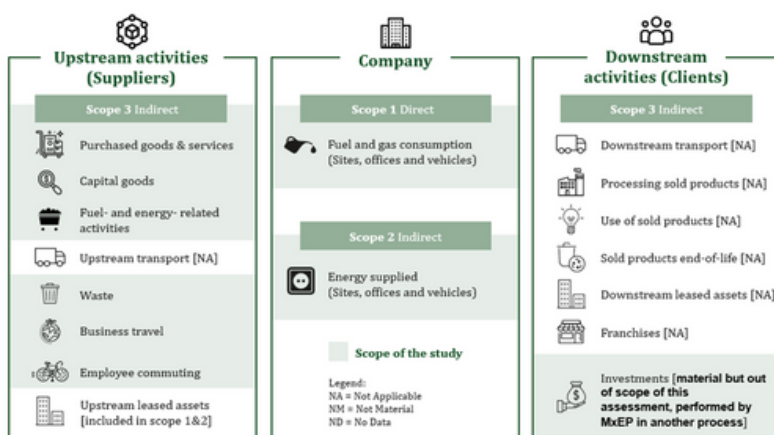 Upstream activities
(Suppliers)
Scope 3 Indirect
Purchased goods & services
Capital goods
Fuel- and energy- related
activities
Upstream transport [NA]
Waste
Business travel
Employee commuting
Upstream leased assets
[included in scope 1&2]
Company
Scope 1 Direct
Fuel and gas consumption
(Sites, offices and vehicles)
Scope 2 Indirect
Energy supplied
(Sites, offices and vehicles)
Scope of the study
Legend:
NA = Not Applicable
NM = Not Material
ND = No Data
Downstream
activities (Clients)
Scope 3 Indirect
Downstream transport [NA]
Processing sold products [NA]
Use of sold products [NA]
Sold products end-of-life [NA]
Downstream leased assets [NA]
Franchises [NA]
Investments [material but out
of scope of this
assessment, performed by
MxEP in another process]